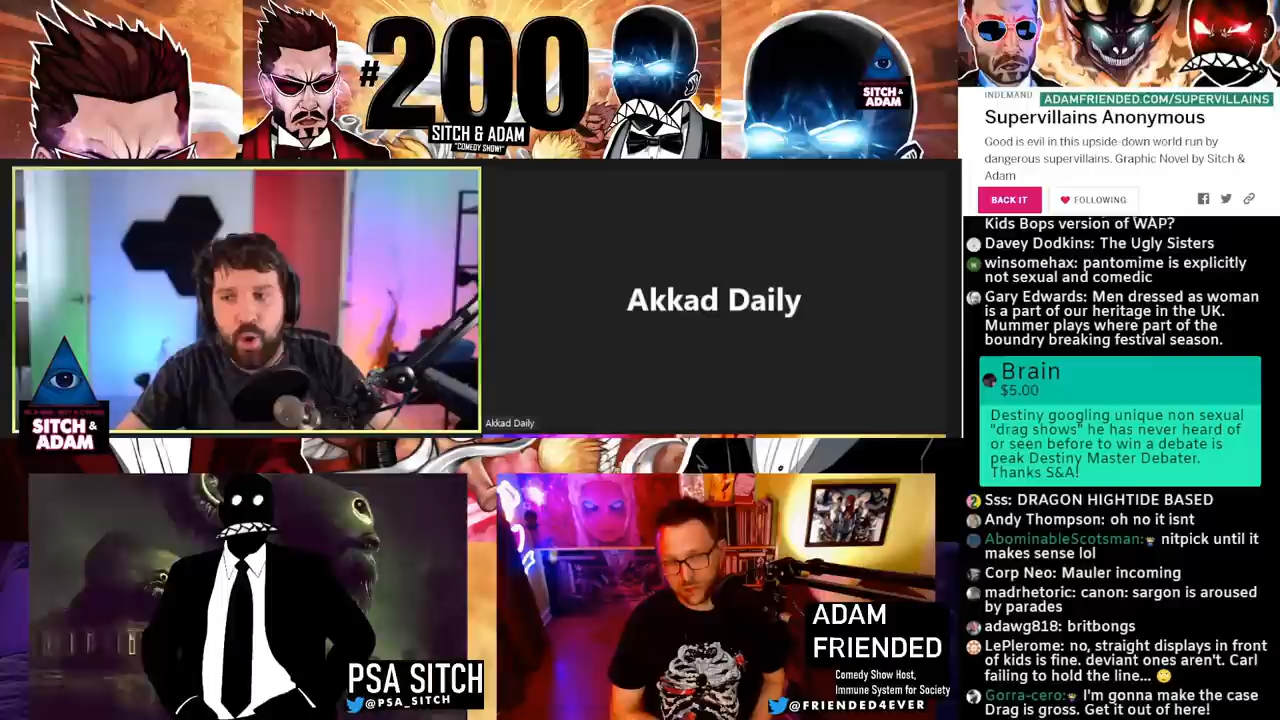 #200
SITCH & ADAM
"COMEDY SHOW!"
SITCH &
ADAM
INDEMAND
ADAMFRIENDED.COM/SUPERVILLAINS
Supervillains Anonymous
Good is evil in this upside-down world run by
dangerous supervillains. Graphic Novel by Sitch &
Adam
BACK IT
FOLLOWING
Akkad Daily
Akkad Daily
SITCH &
ADAM
Kids Bops version of WAP?
Davey Dodkins: The Ugly Sisters
winsomehax: pantomime is explicitly
not sexual and comedic
Gary Edwards: Men dressed as woman
is a part of our heritage in the UK.
Mummer plays where part of the
boundry breaking festival season.
Brain
$5.00
Destiny googling unique non sexual
"drag shows" he has never heard of
or seen before to win a debate is
peak Destiny Master Debater.
Thanks S&A!
Sss: DRAGON HIGHTIDE BASED
Andy Thompson: oh no it isnt
AbominableScotsman: nitpick until it
makes sense lol
Corp Neo: Mauler incoming
madrhetoric: canon: sargon is aroused
by parades
adawg818: britbongs
LePlerome: no, straight displays in front
of kids is fine. deviant ones aren't. Carl
failing to hold the line...
Gorra-cero: I'm gonna make the case
Drag is gross. Get it out of here!
PSA SITCH
@PSA_SITCH
ADAM
FRIENDED
Comedy Show Host,
Immune System for Society
@FRIENDED4EVER